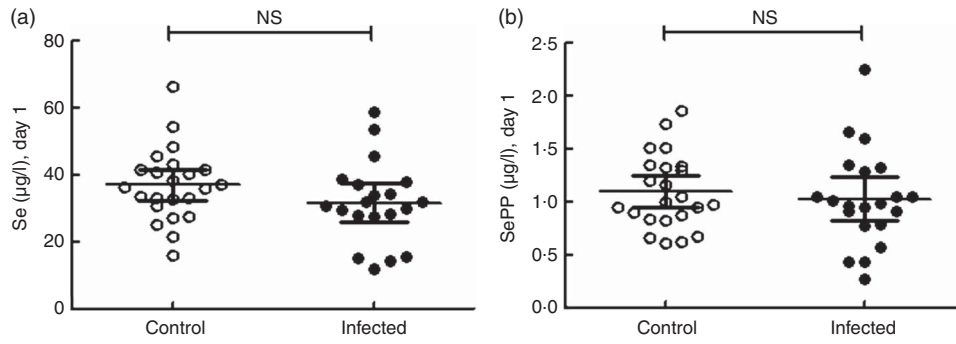 (a)
NS
Se (µg/l), day 1
80
60
40
20
0
Control Infected
(b)
NS
SePP (µg/l), day 1
2·5
2·0
1·5
1·0
0·5
0·0
Control Infected